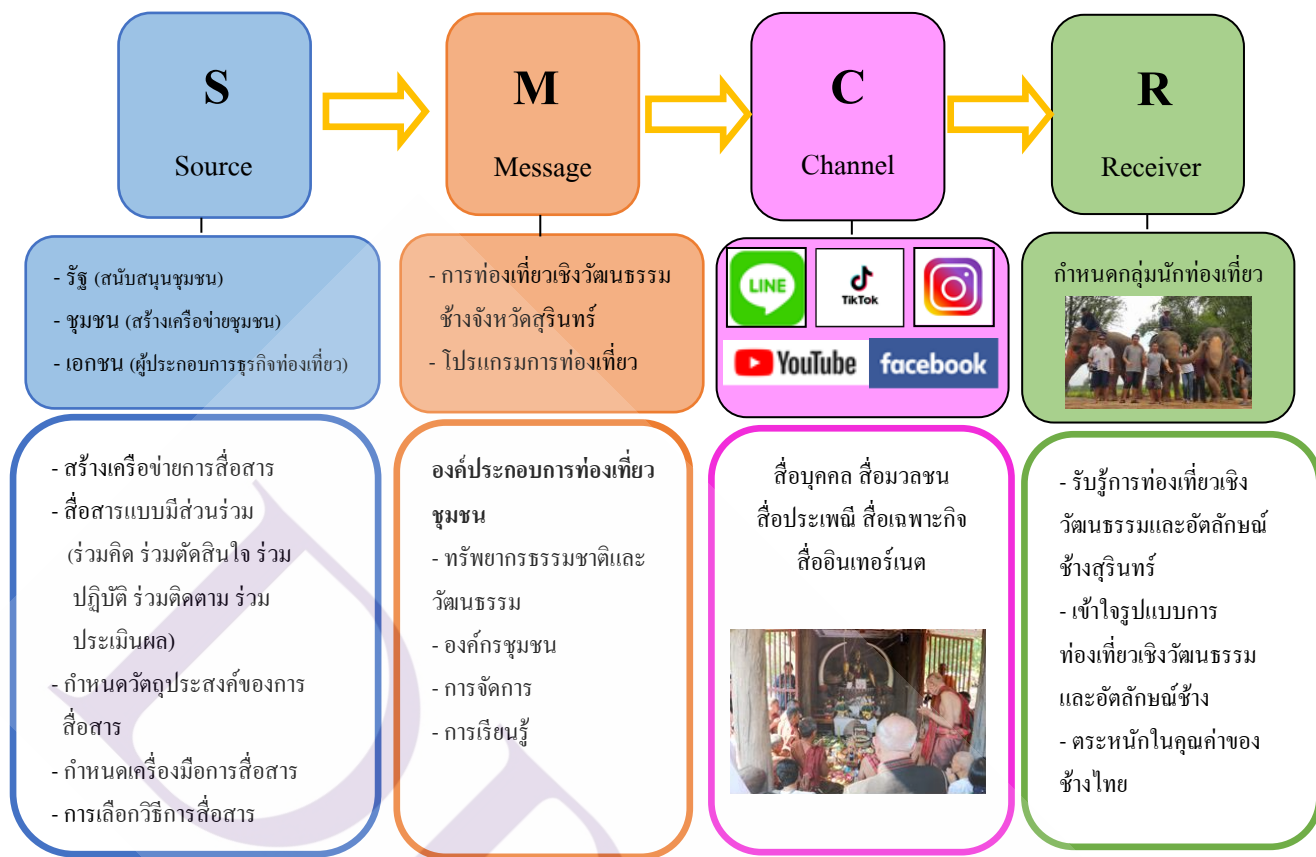 S
Source
M
Message
C
Channel
R
Receiver
- รัฐ (สนับสนุนชุมชน)
- ชุมชน (สร้างเครือข่ายชุมชน)
- เอกชน (ผู้ประกอบการธุรกิจท่องเที่ยว)
- การท่องเที่ยวเชิงวัฒนธรรม
ช้างจังหวัดสุรินทร์
- โปรแกรมการท่องเที่ยว
LINE
TikTok
YouTube
facebook
กำหนดกลุ่มนักท่องเที่ยว
- สร้างเครือข่ายการสื่อสาร
- สื่อสารแบบมีส่วนร่วม
(ร่วมคิด ร่วมตัดสินใจ ร่วม
ปฏิบัติ ร่วมติดตาม ร่วม
ประเมินผล)
- กำหนดวัตถุประสงค์ของการ
สื่อสาร
- กำหนดเครื่องมือการสื่อสาร
- การเลือกวิธีการสื่อสาร
องค์ประกอบการท่องเที่ยว
ชุมชน
- ทรัพยากรธรรมชาติและ
วัฒนธรรม
- องค์กรชุมชน
- การจัดการ
- การเรียนรู้
สื่อบุคคล สื่อมวลชน
สื่อประเพณี สื่อเฉพาะกิจ
สื่ออินเทอร์เนต
- รับรู้การท่องเที่ยวเชิง
วัฒนธรรมและอัตลักษณ์
ช้างสุรินทร์
- เข้าใจรูปแบบการ
ท่องเที่ยวเชิงวัฒนธรรม
และอัตลักษณ์ช้าง
- ตระหนักในคุณค่าของ
ช้างไทย